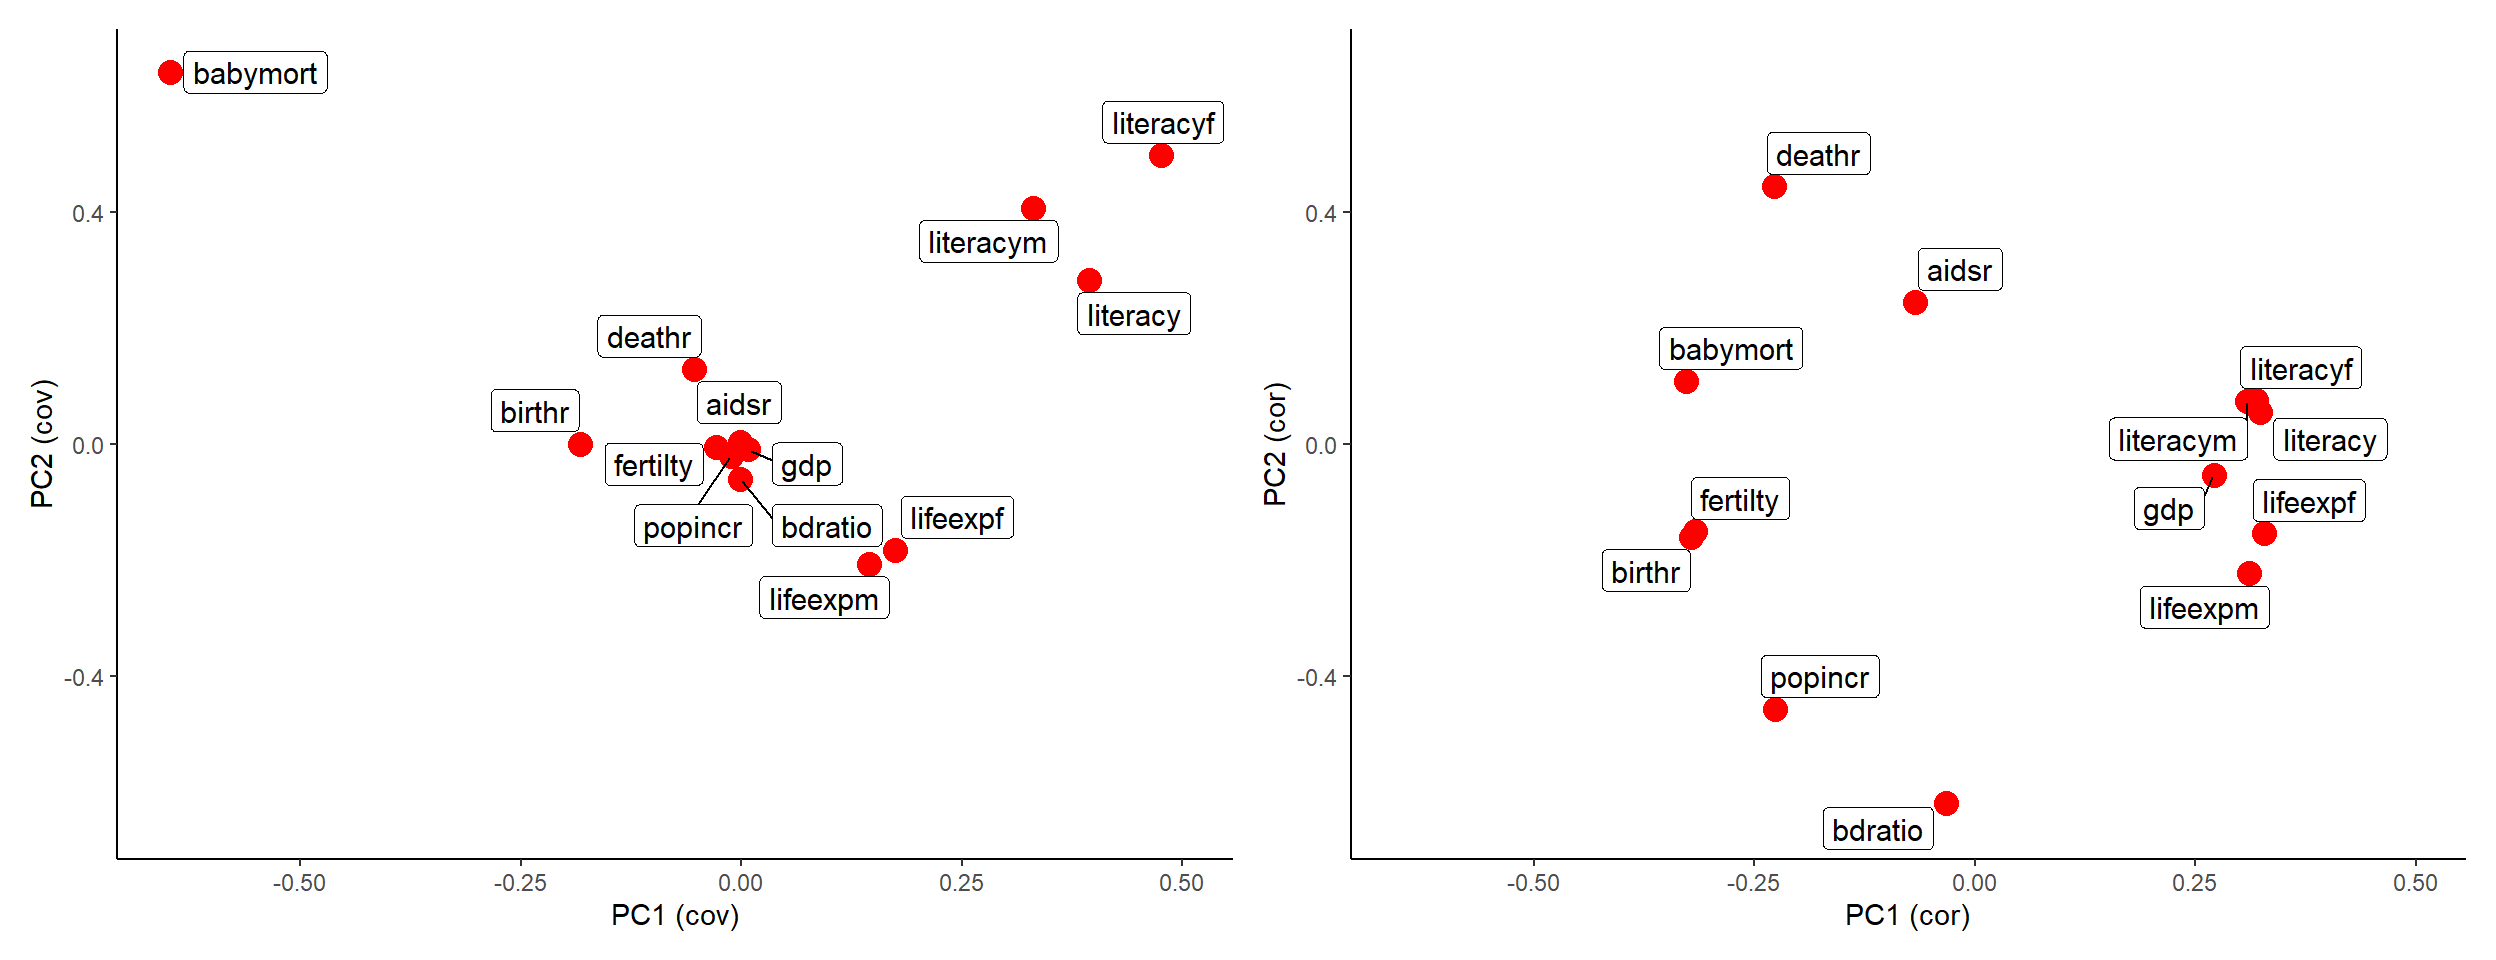 babymort
literacyf
literacym
literacy
deathr
birthr
aidsr
fertilty
gdp
popincr
bdratio
lifeexpf
lifeexpm
0.4
0.0
-0.4
PC2 (cov)
-0.50
-0.25
0.00
0.25
0.50
PC1 (cov)
deathr
aidsr
babymort
literacyf
literacym
literacy
gdp
lifeexpf
fertilty
birthr
lifeexpm
popincr
bdratio
0.4
0.0
-0.4
PC2 (cor)
-0.50
-0.25
0.00
0.25
0.50
PC1 (cor)